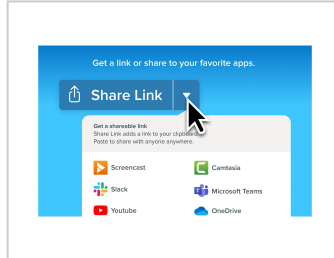 Get a link or share to your favorite apps.
Share Link
Get a shareable link
Share Link adds a link to your clipboard.
Paste to share with anyone anywhere.
Screencast
Camtasia
Slack
Microsoft Teams
Youtube
OneDrive